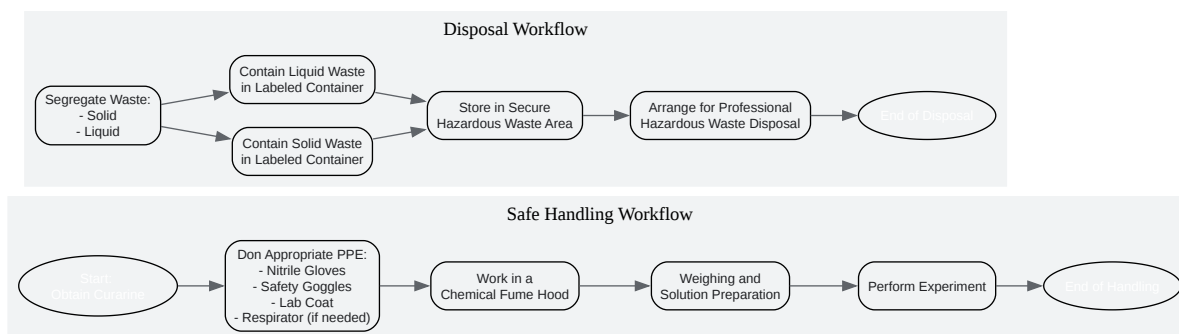 Disposal Workflow
Segregate Waste:
- Solid
- Liquid
Contain Liquid Waste
in Labeled Container
Contain Solid Waste
in Labeled Container
Store in Secure
Hazardous Waste Area
Arrange for Professional
Hazardous Waste Disposal
End of Disposal
Safe Handling Workflow
Start:
Obtain Curarine
Don Appropriate PPE:
- Nitrile Gloves
- Safety Goggles
- Lab Coat
- Respirator (if needed)
Work in a
Chemical Fume Hood
Weighing and
Solution Preparation
Perform Experiment
End of Handling